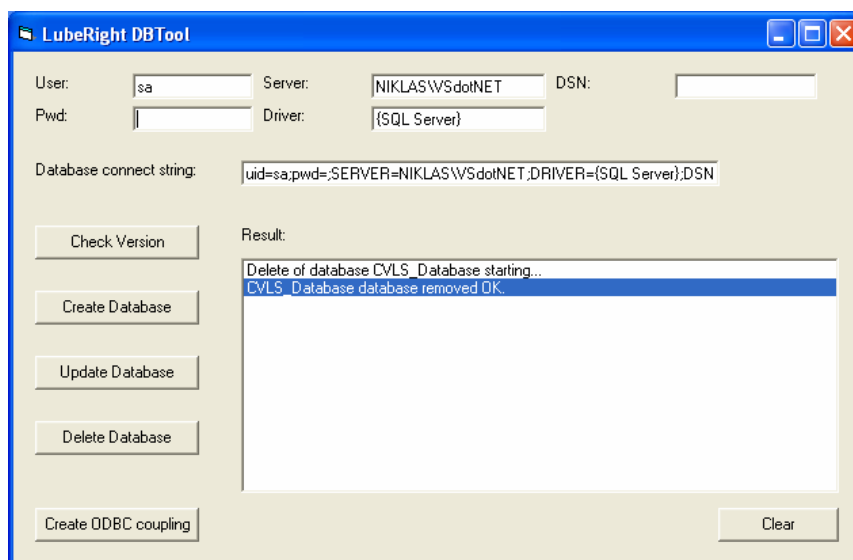 LubeRight DBTool
User: sa Server: NIKLAS\VSdotNET DSN:
Pwd: Driver: {SQL Server}
Database connect string: uid=sa;pwd=;SERVER=NIKLAS\VSdotNET;DRIVER={SQL Server};DSN
Check Version
Result:
Delete of database CVLS_Database starting...
CVLS_Database database removed OK.
Create Database
Update Database
Delete Database
Create ODBC coupling
Clear